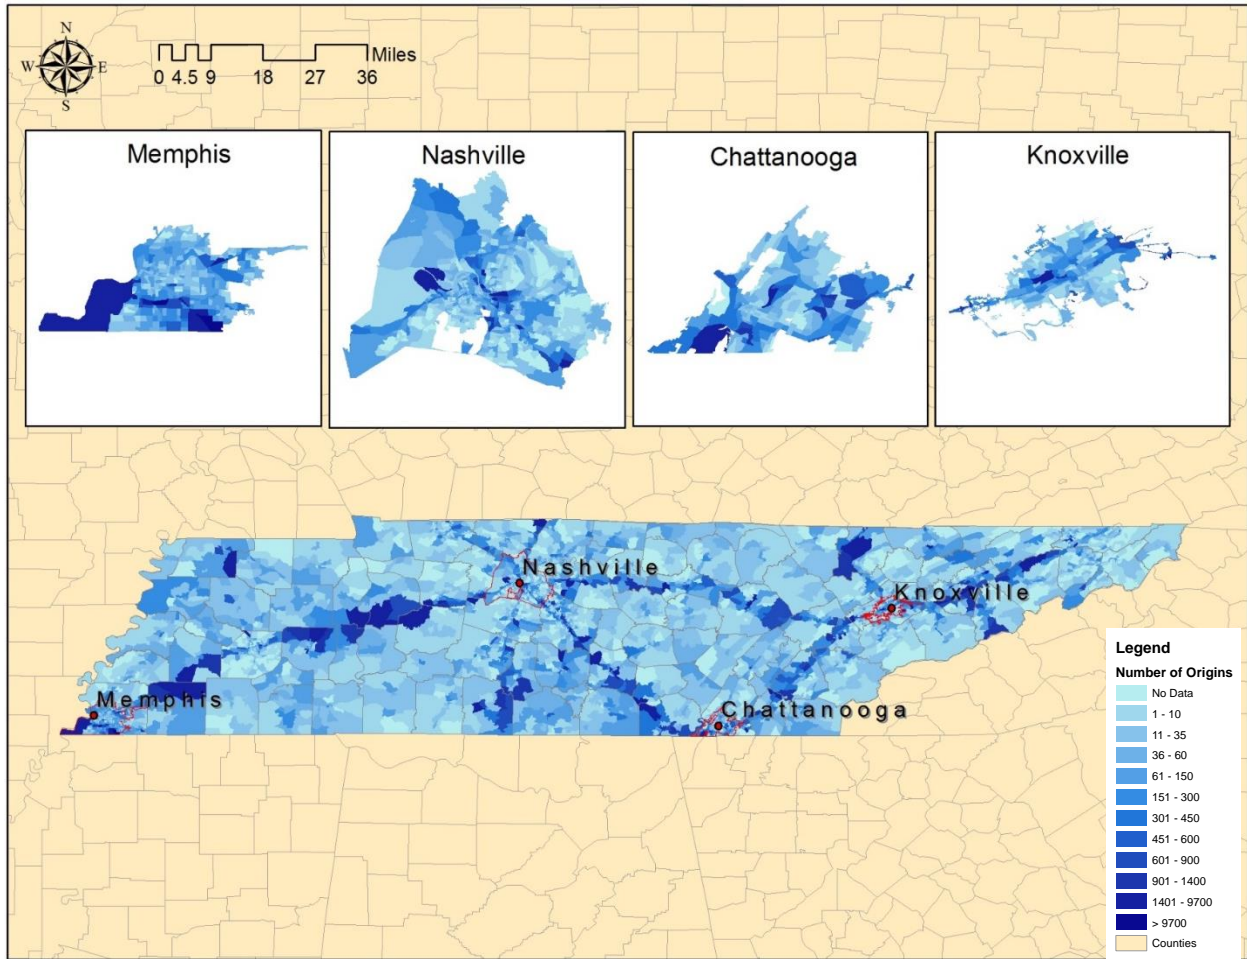 N
W E
S
Miles
0 4.5 9 18 27 36
Memphis
Nashville
Chattanooga
Knoxville
Nashville
Knoxville
Memphis
Chattanooga
Legend
Number of Origins
No Data
1 - 10
11 - 35
36 - 60
61 - 150
151 - 300
301 - 450
451 - 600
601 - 900
901 - 1400
1401 - 9700
> 9700
Counties